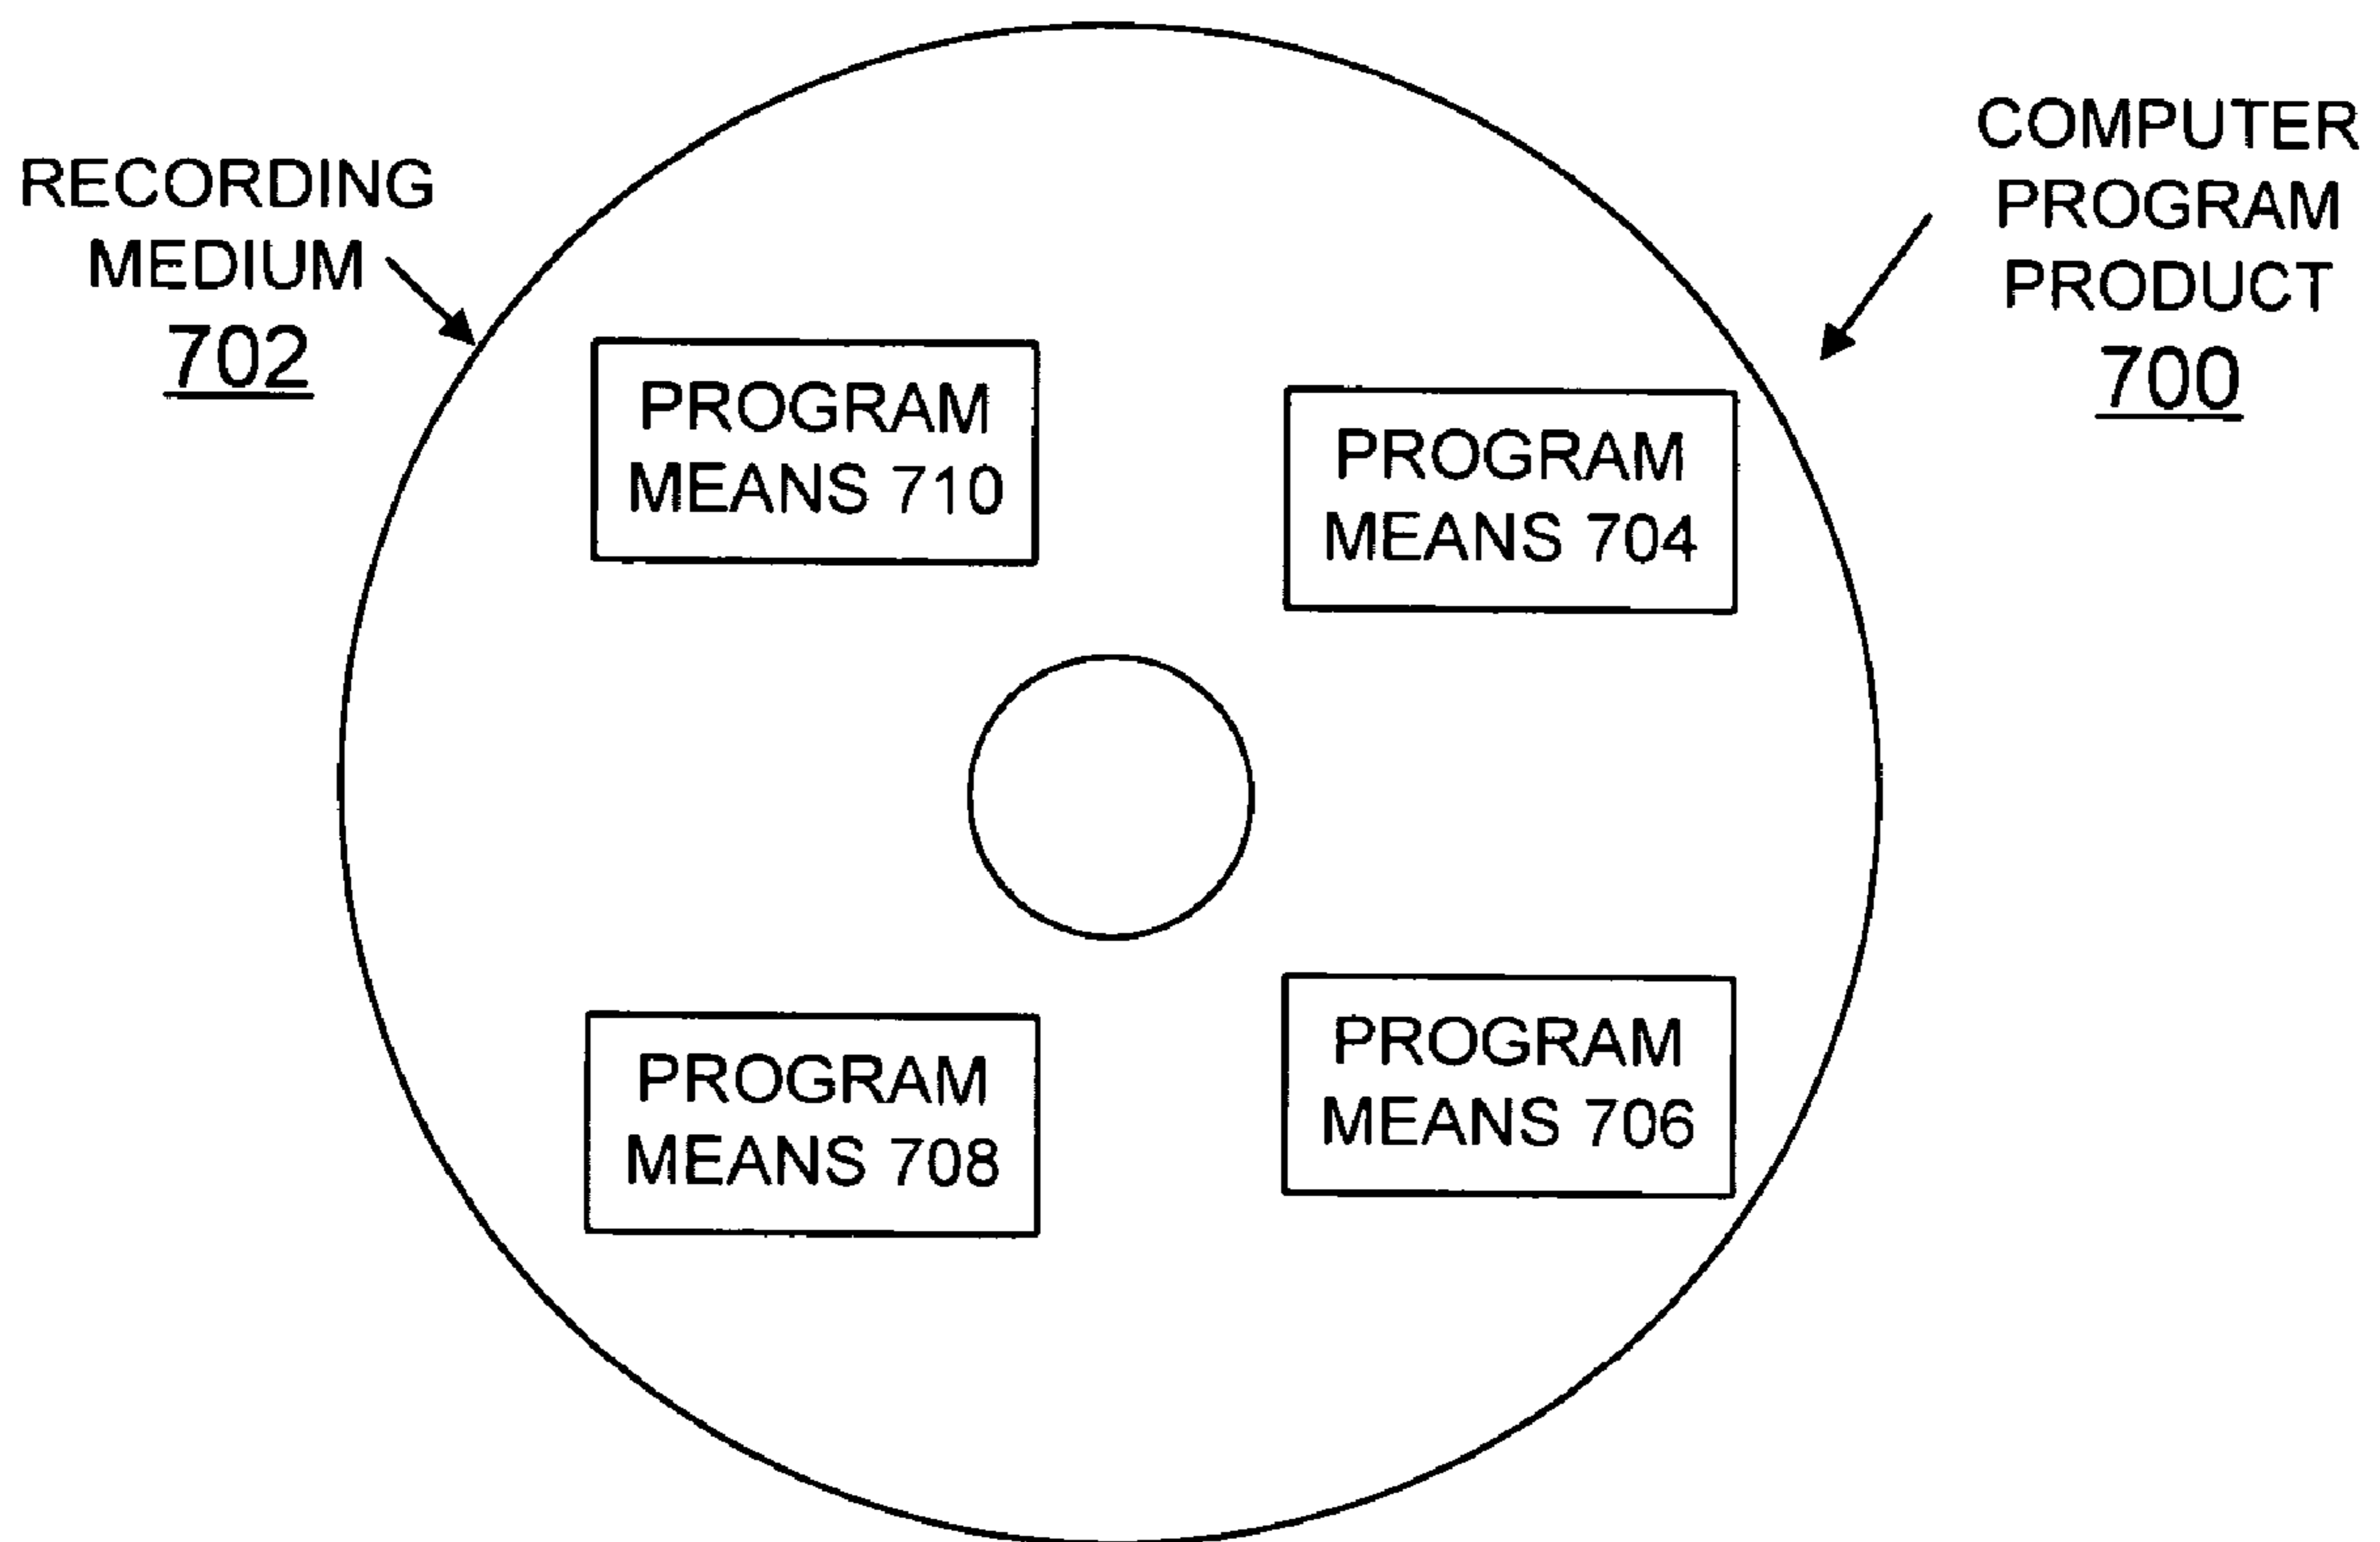 RECORDING
MEDIUM
702
COMPUTER
PROGRAM
PRODUCT
700
PROGRAM
MEANS 710
PROGRAM
MEANS 704
PROGRAM
MEANS 708
PROGRAM
MEANS 706